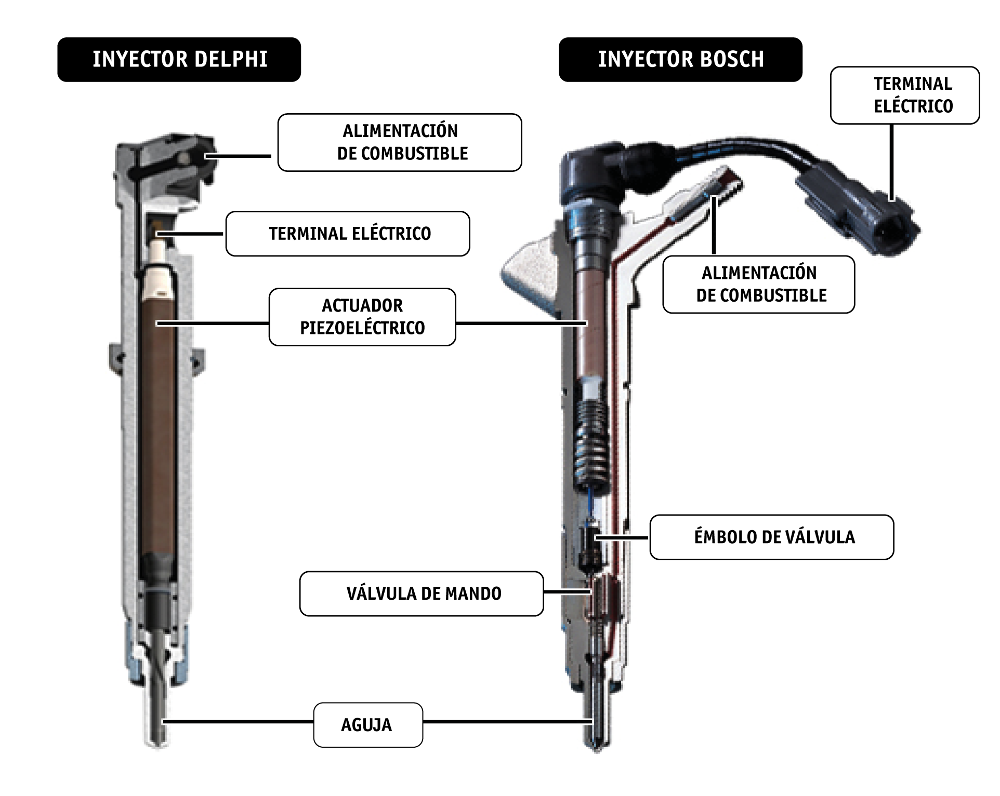 INYECTOR DELPHI
INYECTOR BOSCH
TERMINAL
ELÉCTRICO
ALIMENTACIÓN
DE COMBUSTIBLE
TERMINAL ELÉCTRICO
ALIMENTACIÓN
DE COMBUSTIBLE
ACTUADOR
PIEZOELÉCTRICO
ÉMBOLO DE VÁLVULA
VÁLVULA DE MANDO
AGUJA